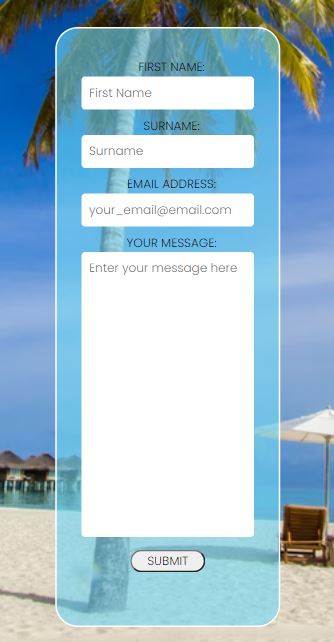 FIRST NAME:
First Name
SURNAME:
Surname
EMAIL ADDRESS:
your_email@email.com
YOUR MESSAGE:
Enter your message here
SUBMIT